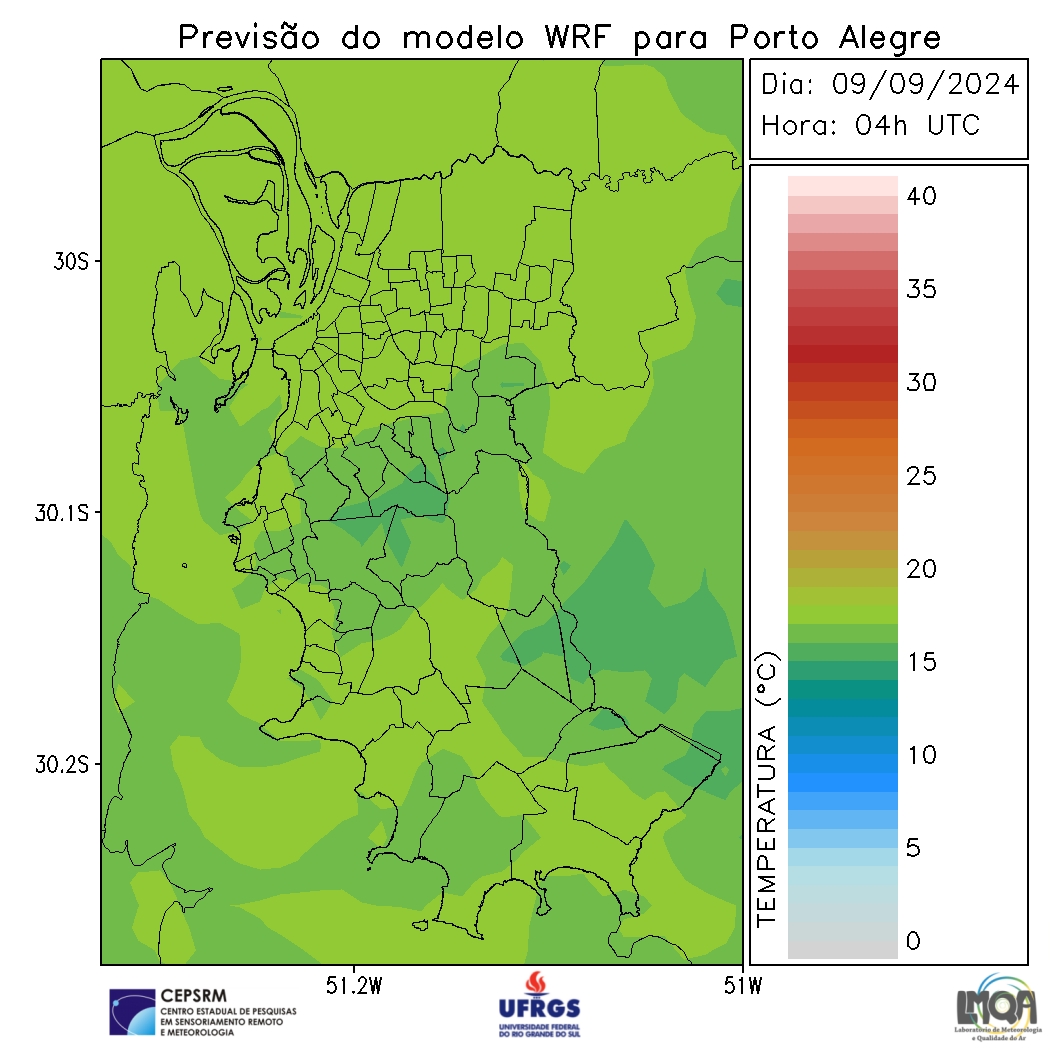 Previsão do modelo WRF para Porto Alegre
Dia: 09/09/2024
Hora: 04h UTC
40
35
30
25
20
15
10
5
0
TEMPERATURA (°C)
30S
30.1S
30.2S
51.2W
51W
CEPSRM
CENTRO ESTADUAL DE PESQUISAS
EM SENSORIAMENTO REMOTO
E METEOROLOGIA
UFRGS
UNIVERSIDADE FEDERAL
DO RIO GRANDE DO SUL
LMQA
Laboratório de Meteorologia
e Qualidade do Ar